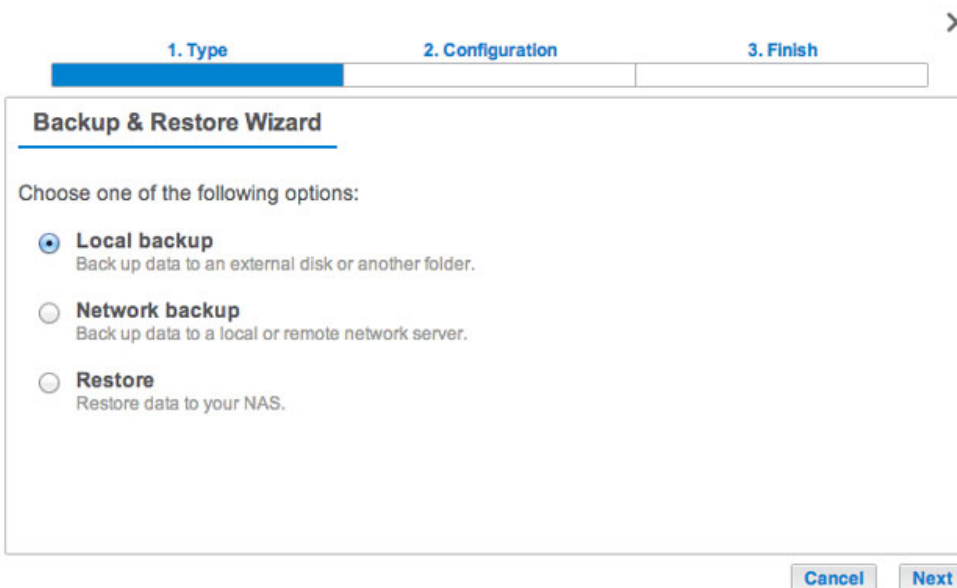 1. Type
2. Configuration
3. Finish
Backup & Restore Wizard
Choose one of the following options:
Local backup
Back up data to an external disk or another folder.
Network backup
Back up data to a local or remote network server.
Restore
Restore data to your NAS.
Cancel
Next